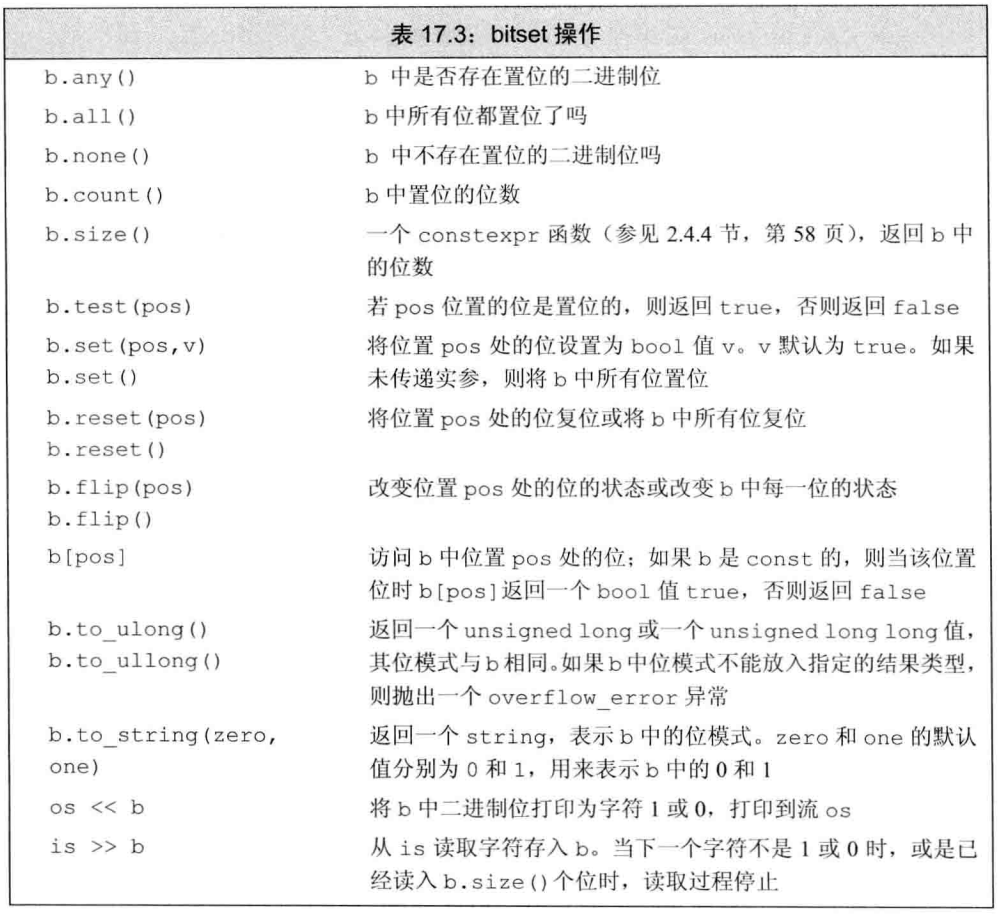 表 17.3：bitset 操作
b.any() b 中是否存在置位的二进制位
b.all() b 中所有位都置位了吗
b.none() b 中不存在置位的二进制位吗
b.count() b 中置位的位数
b.size() 一个 constexpr 函数（参见 2.4.4 节，第 58 页），返回 b 中
的位数
b.test(pos) 若 pos 位置的位是置位的，则返回 true，否则返回 false
b.set(pos,v) 将位置 pos 处的位设置为 bool 值 v。v 默认为 true。如果
b.set() 未传递实参，则将 b 中所有位置位
b.reset(pos) 将位置 pos 处的位复位或将 b 中所有位复位
b.reset()
b.flip(pos) 改变位置 pos 处的位的状态或改变 b 中每一位的状态
b.flip()
b[pos] 访问 b 中位置 pos 处的位；如果 b 是 const 的，则当该位置
位时 b[pos]返回一个 bool 值 true，否则返回 false
b.to_ulong() 返回一个 unsigned long 或一个 unsigned long long 值，
b.to_ullong() 其位模式与 b 相同。如果 b 中位模式不能放入指定的结果类型，
则抛出一个 overflow_error 异常
b.to_string(zero, 返回一个 string，表示 b 中的位模式。zero 和 one 的默认
one) 值分别为 0 和 1，用来表示 b 中的 0 和 1
os << b 将 b 中二进制位打印为字符 1 或 0，打印到流 os
is >> b 从 is 读取字符存入 b。当下一个字符不是 1 或 0 时，或是已
经读入 b.size()个位时，读取过程停止